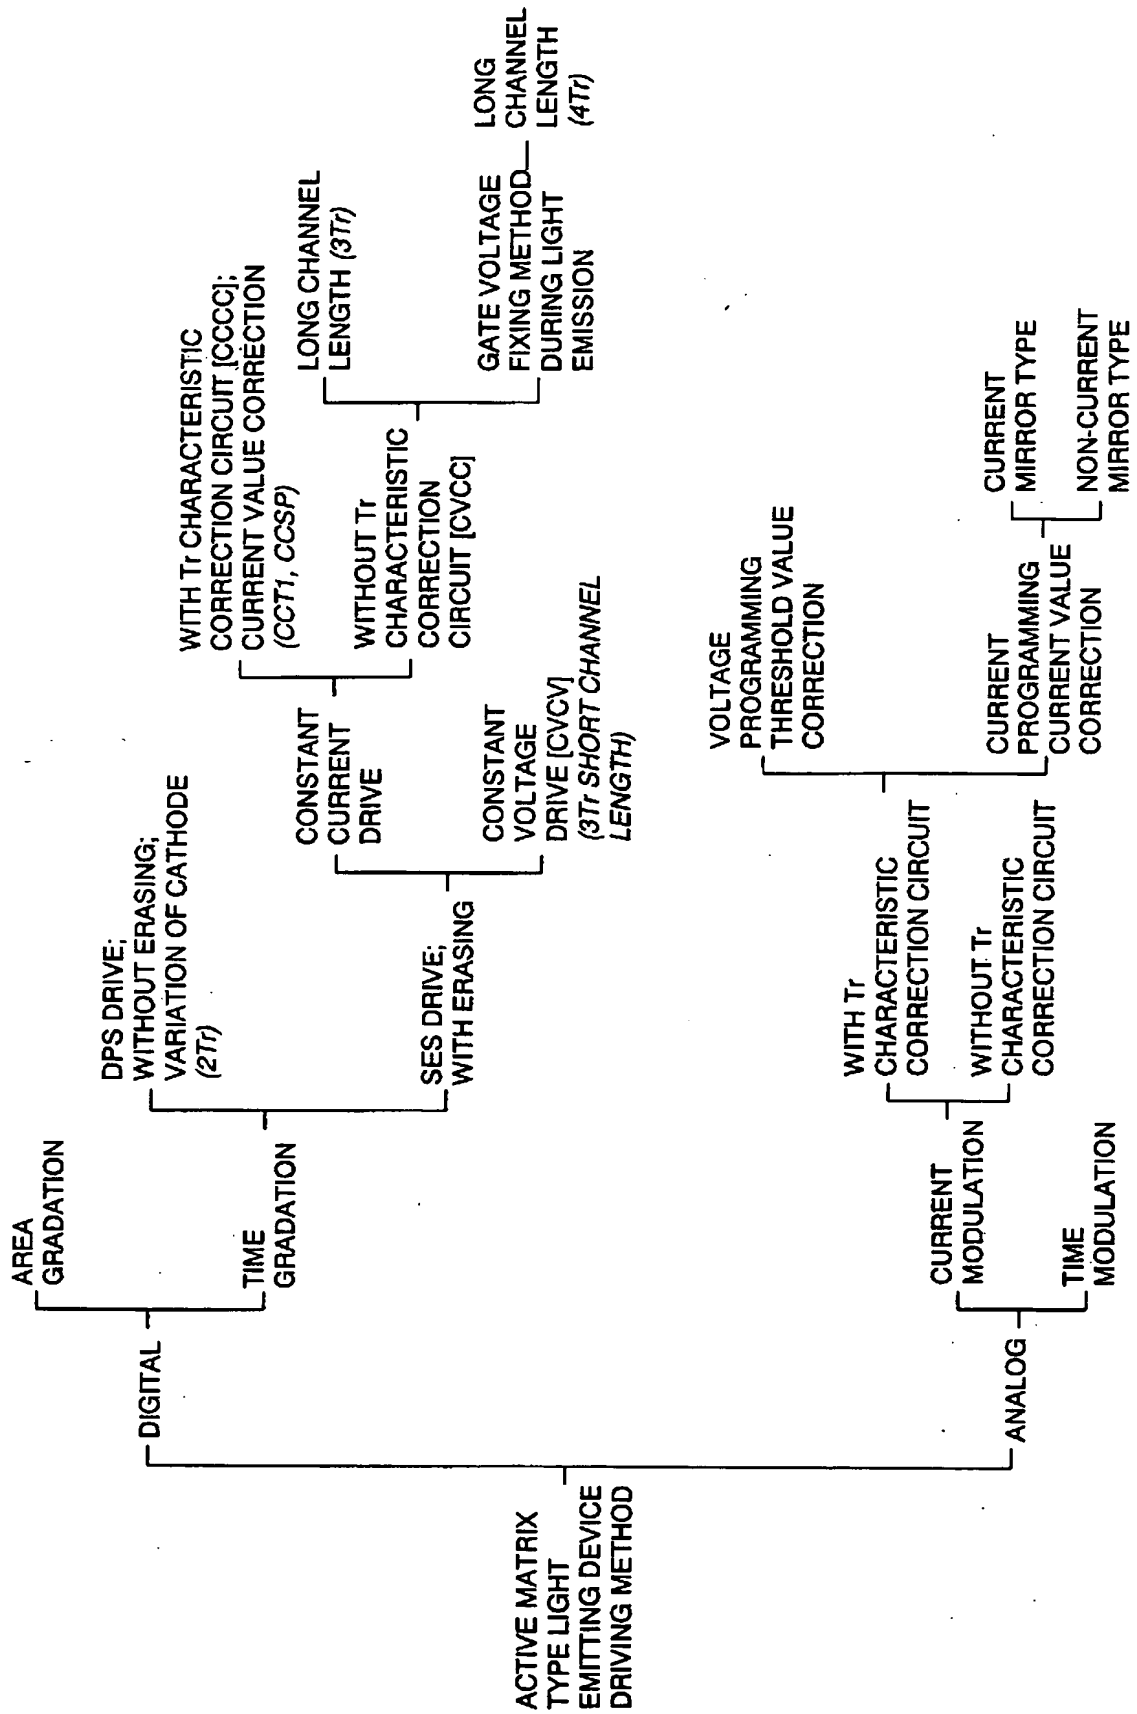 ACTIVE MATRIX
TYPE LIGHT
EMITTING DEVICE
DRIVING METHOD
DIGITAL
AREA
GRADATION
TIME
GRADATION
DPS DRIVE;
WITHOUT ERASING;
VARIATION OF CATHODE
(2Tr)
SES DRIVE;
WITH ERASING
CONSTANT
CURRENT
DRIVE
WITH Tr CHARACTERISTIC
CORRECTION CIRCUIT [CCCC];
CURRENT VALUE CORRECTION
(CCT1, CCSP)
WITHOUT Tr
CHARACTERISTIC
CORRECTION
CIRCUIT [CVCC]
LONG CHANNEL
LENGTH (3Tr)
GATE VOLTAGE
FIXING METHOD
DURING LIGHT
EMISSION
LONG
CHANNEL
LENGTH
(4Tr)
CONSTANT
VOLTAGE
DRIVE [CVCV]
(3Tr SHORT CHANNEL
LENGTH)
ANALOG
CURRENT
MODULATION
TIME
MODULATION
WITH Tr
CHARACTERISTIC
CORRECTION CIRCUIT
WITHOUT Tr
CHARACTERISTIC
CORRECTION CIRCUIT
VOLTAGE
PROGRAMMING
THRESHOLD VALUE
CORRECTION
CURRENT
PROGRAMMING
CURRENT VALUE
CORRECTION
CURRENT
MIRROR TYPE
NON-CURRENT
MIRROR TYPE